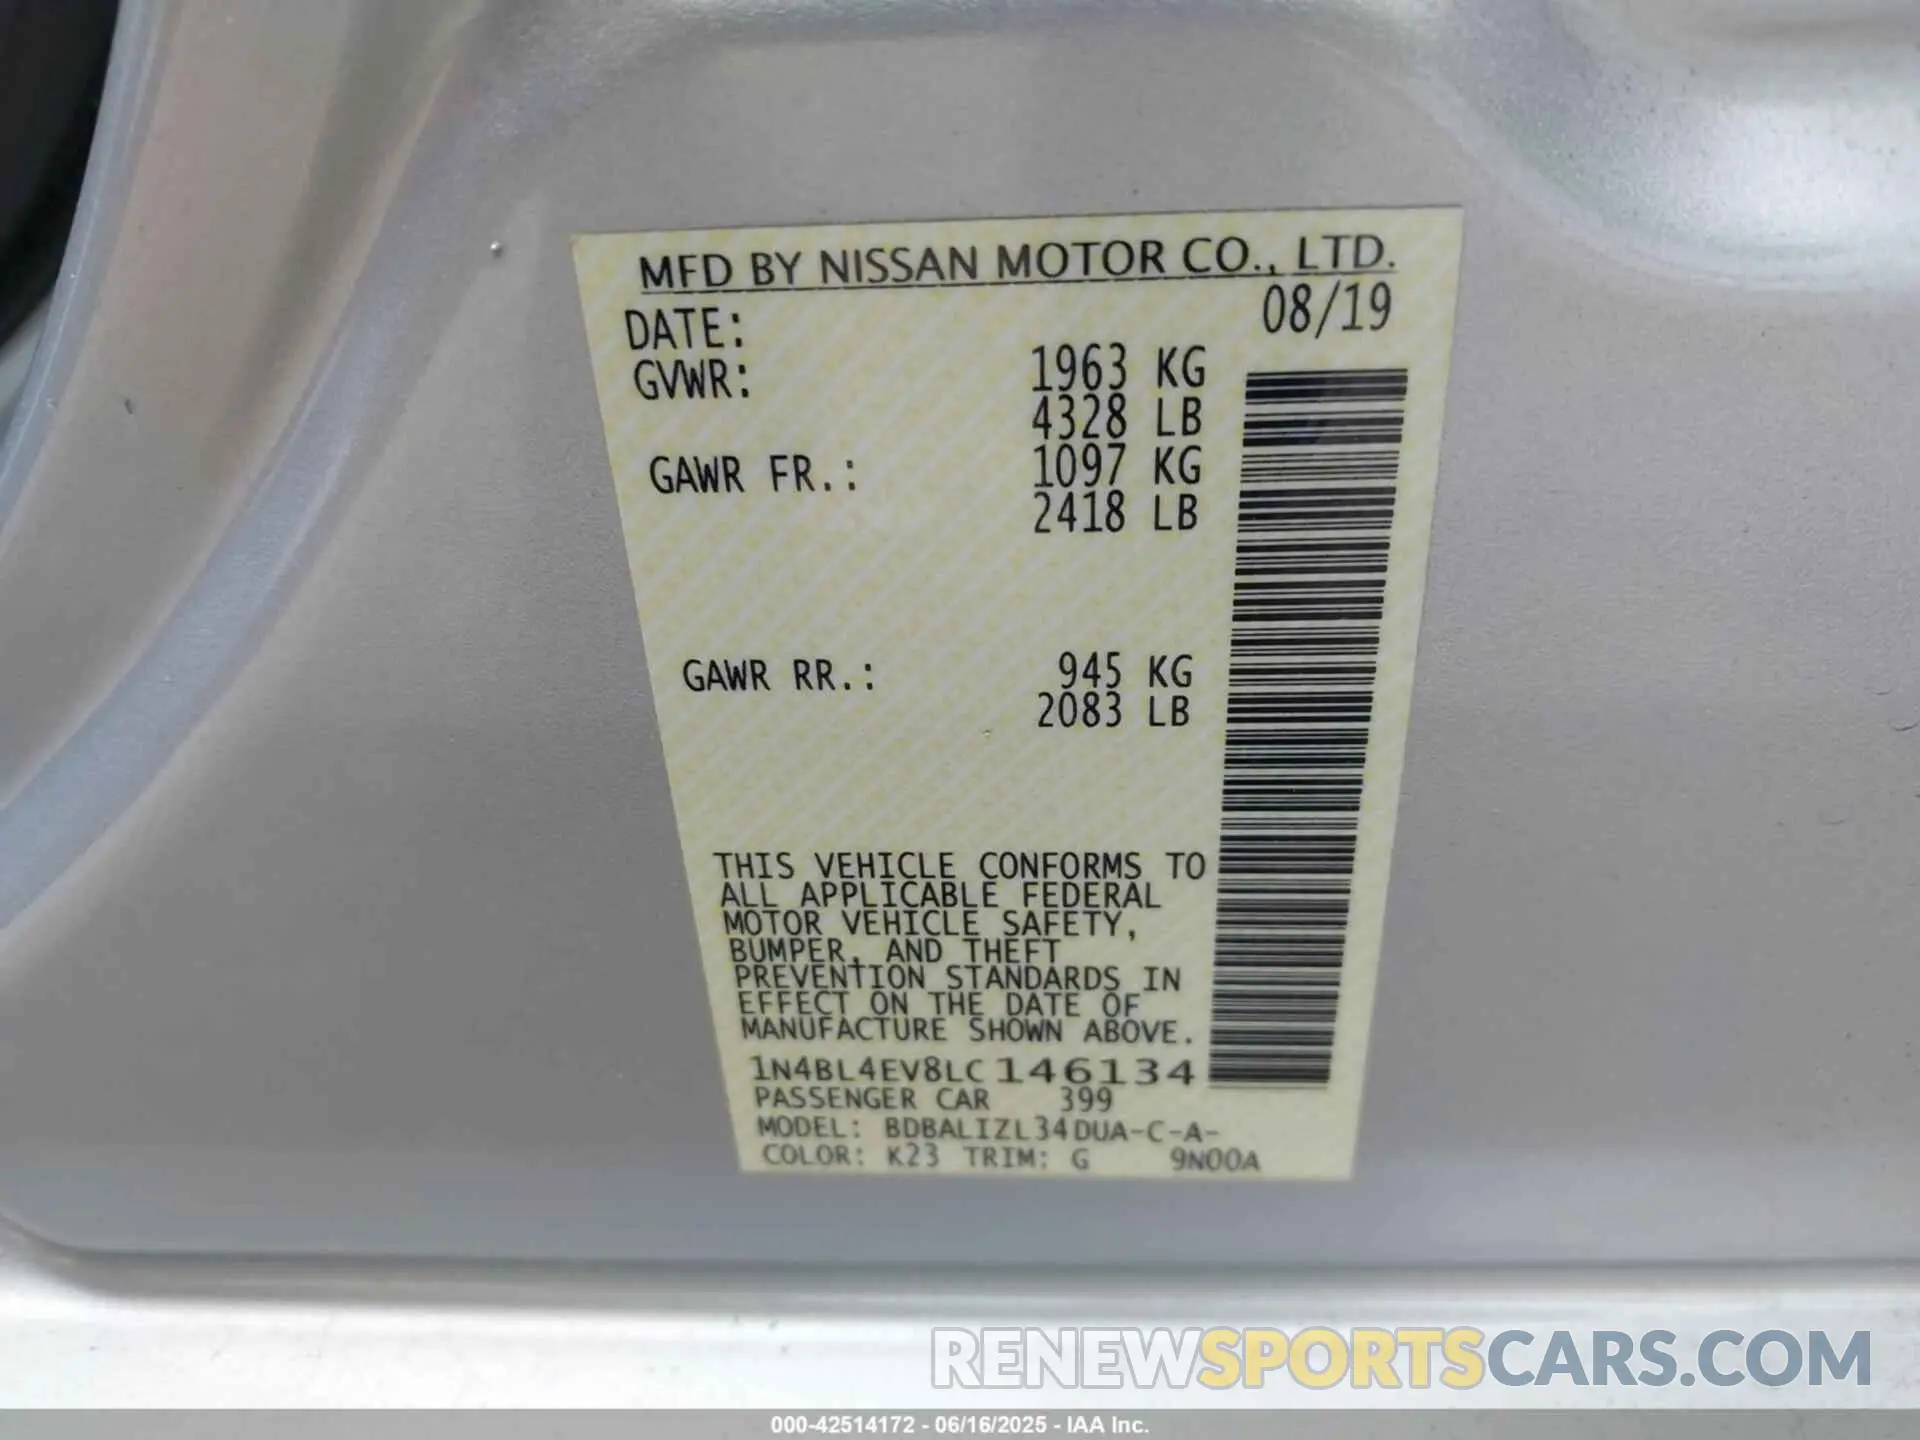 MFD BY NISSAN MOTOR CO., LTD.
DATE: 08/19
GVWR: 1963 KG
4328 LB
GAWR FR.: 1097 KG
2418 LB
GAWR RR.: 945 KG
2083 LB
THIS VEHICLE CONFORMS TO
ALL APPLICABLE FEDERAL
MOTOR VEHICLE SAFETY,
BUMPER, AND THEFT
PREVENTION STANDARDS IN
EFFECT ON THE DATE OF
MANUFACTURE SHOWN ABOVE.
1N4BL4EV8LC146134
PASSENGER CAR 399
MODEL: BDBALIZL34DUA-C-A-
COLOR: K23 TRIM: G 9N00A
RENEWSPORTSCARS.COM
000-42514172 - 06/16/2025 - IAA Inc.